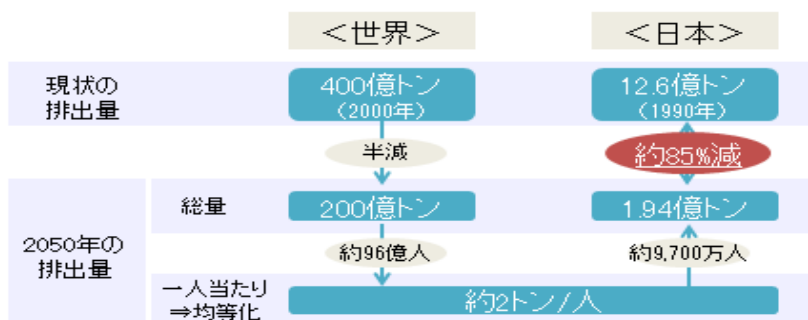 ＜世界＞ ＜日本＞
現状の
排出量
400億トン
（2000年）
12.6億トン
（1990年）
半減
約85%減
2050年の
排出量
総量
200億トン
1.94億トン
約96億人
約9,700万人
一人当たり
⇒均等化
約2トン/人